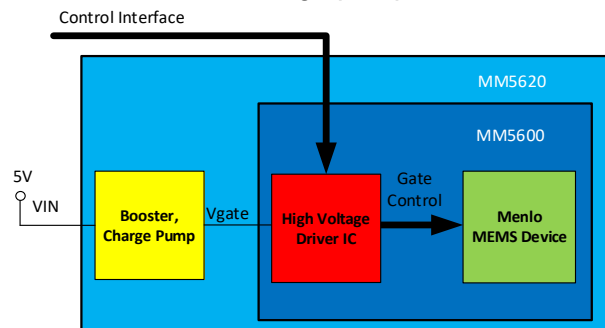 Control Interface
MM5620
MM5600
5V
VIN
Booster,
Charge Pump
Vgate
High Voltage
Driver IC
Gate
Control
Menlo
MEMS Device